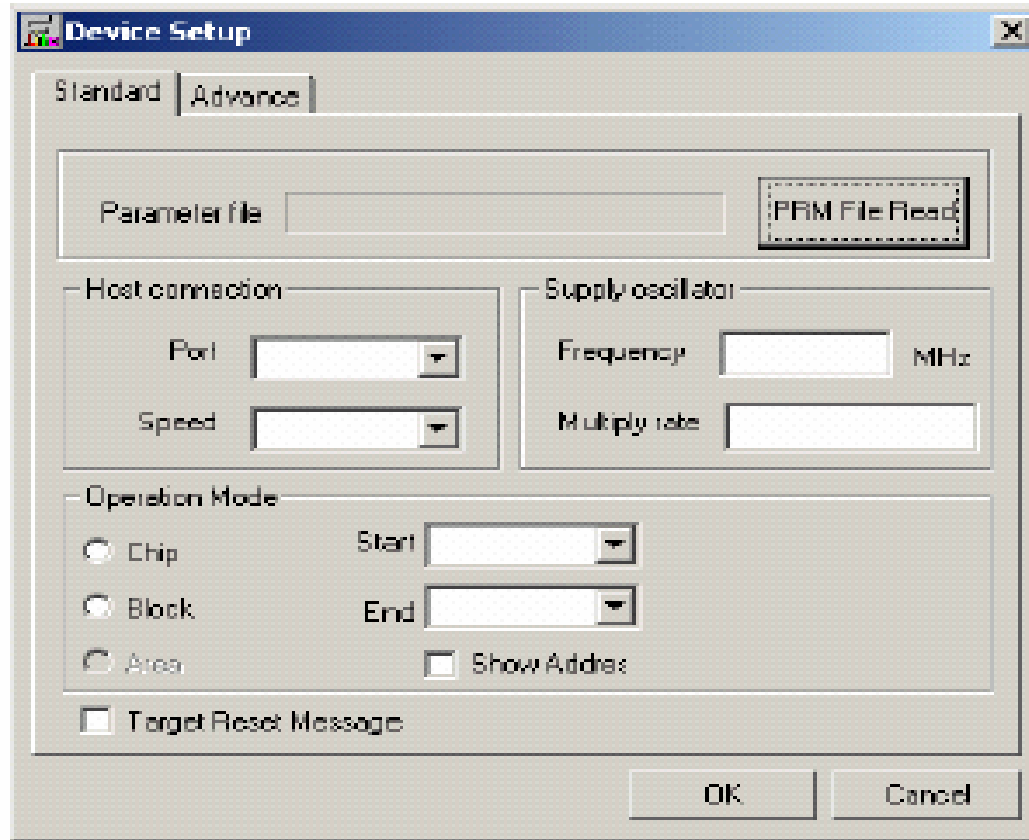 Device Setup
Standard
Advance
Parameter file
PRM File Read
Host connection
Port
Speed
Supply oscillator
Frequency
MHz
Multiply rate
Operation Mode
Chip
Start
Block
End
Area
Show Addres
Target Reset Message
OK
Cancel